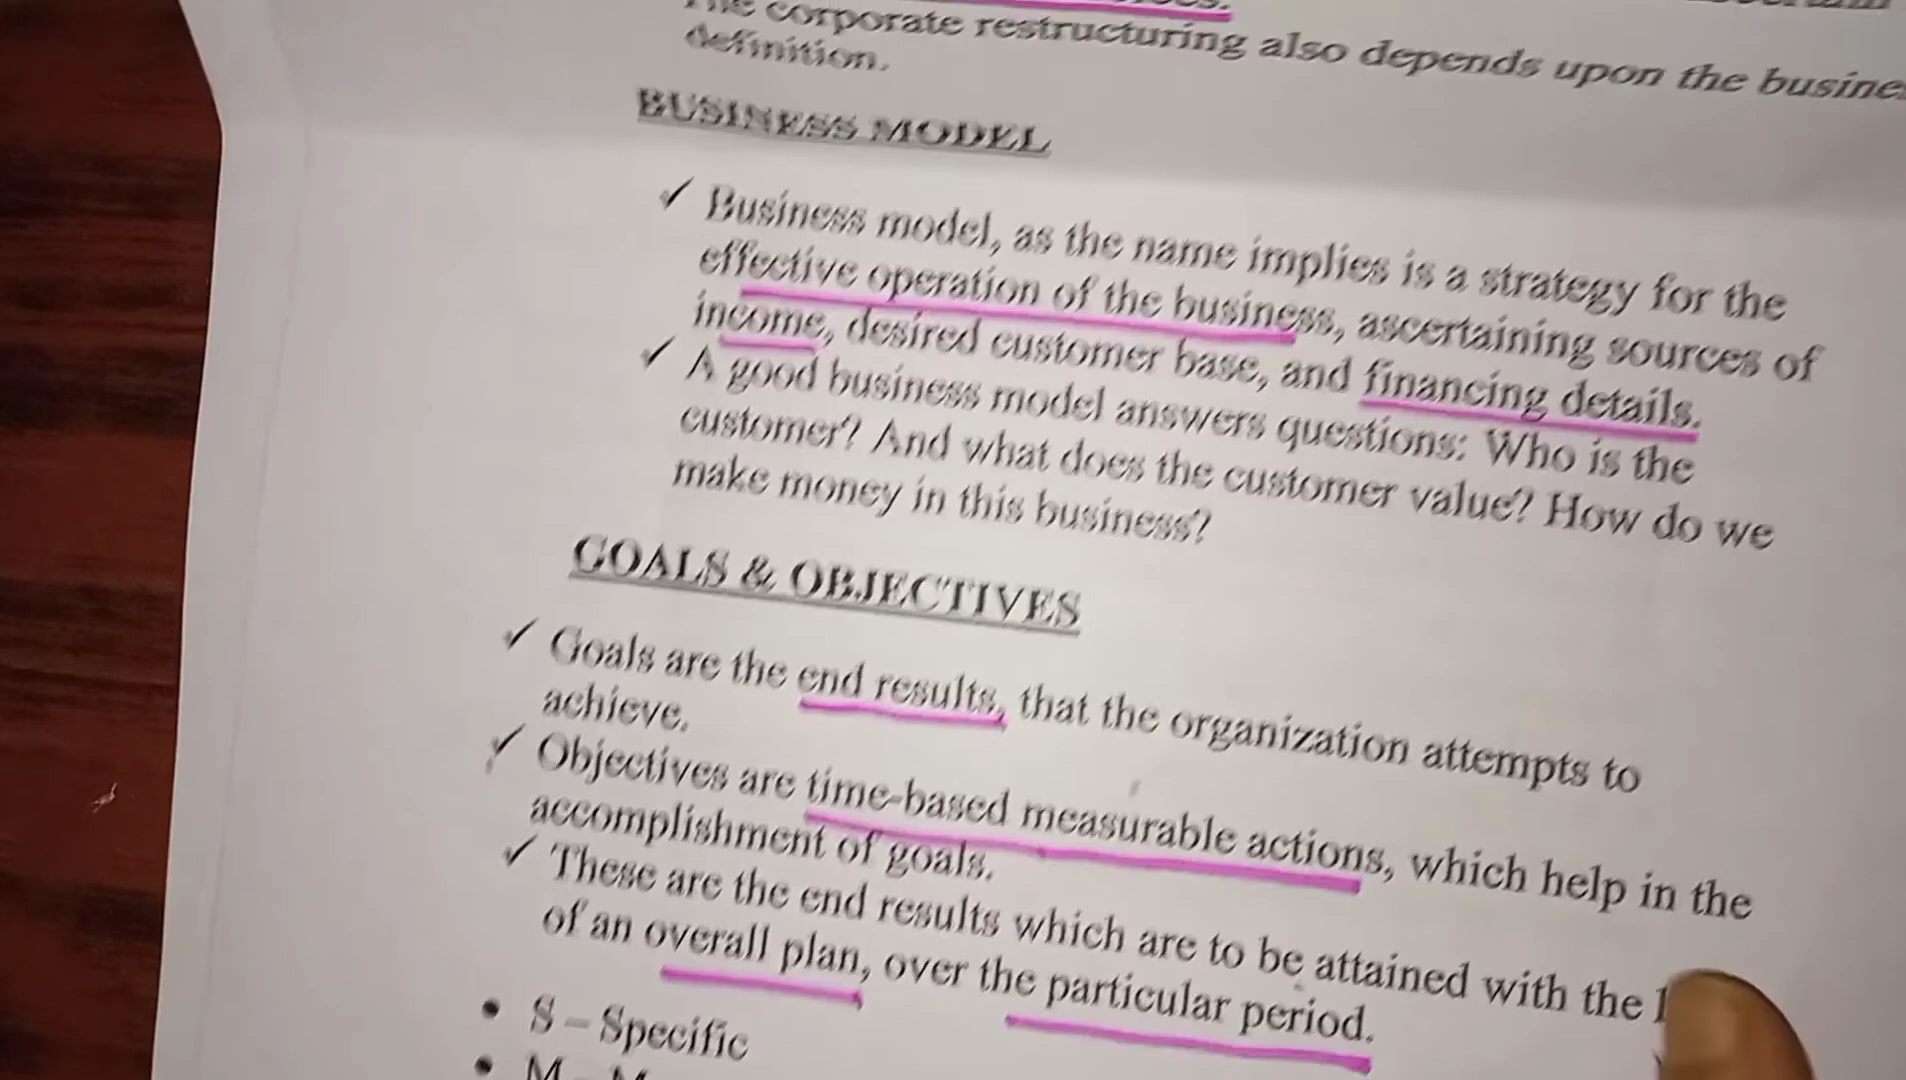 The corporate restructuring also depends upon the
definition.
BUSINESS MODEL
✓ Business model, as the name implies is a strategy for the
effective operation of the business, ascertaining sources of
income, desired customer base, and financing details.
✓ A good business model answers questions: Who is the
customer? And what does the customer value? How do we
make money in this business?
GOALS & OBJECTIVES
✓ Goals are the end results, that the organization attempts to
achieve.
✓ Objectives are time-based measurable actions, which help in the
accomplishment of goals.
✓ These are the end results which are to be attained with the
of an overall plan, over the particular period.
• S – Specific
• M –